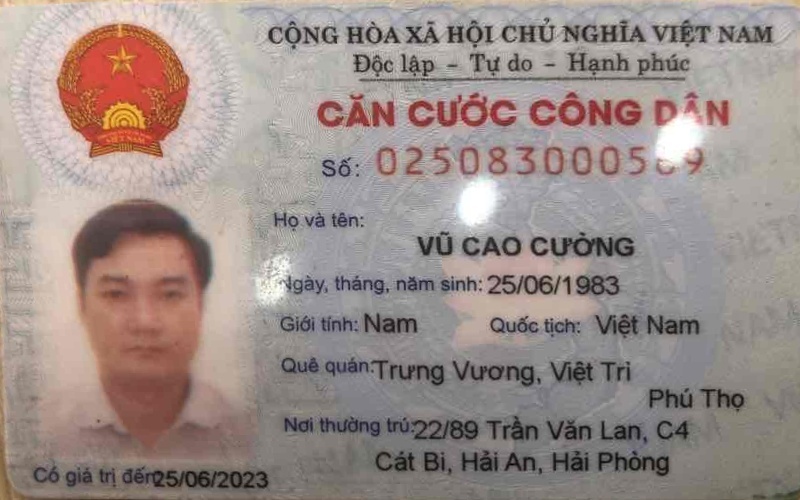 CỘNG HÒA XÃ HỘI CHỦ NGHĨA VIỆT NAM
Độc lập - Tự do - Hạnh phúc
CĂN CƯỚC CÔNG DÂN
Số:
Họ và tên:
VŨ CAO CƯỜNG
Ngày, tháng, năm sinh: 25/06/1983
Giới tính: Nam Quốc tịch: Việt Nam
Quê quán: Trưng Vương, Việt Trì
Phú Thọ
Nơi thường trú: 22/89 Trần Văn Lan, C4
Cát Bi, Hải An, Hải Phòng
Có giá trị đến 25/06/2023